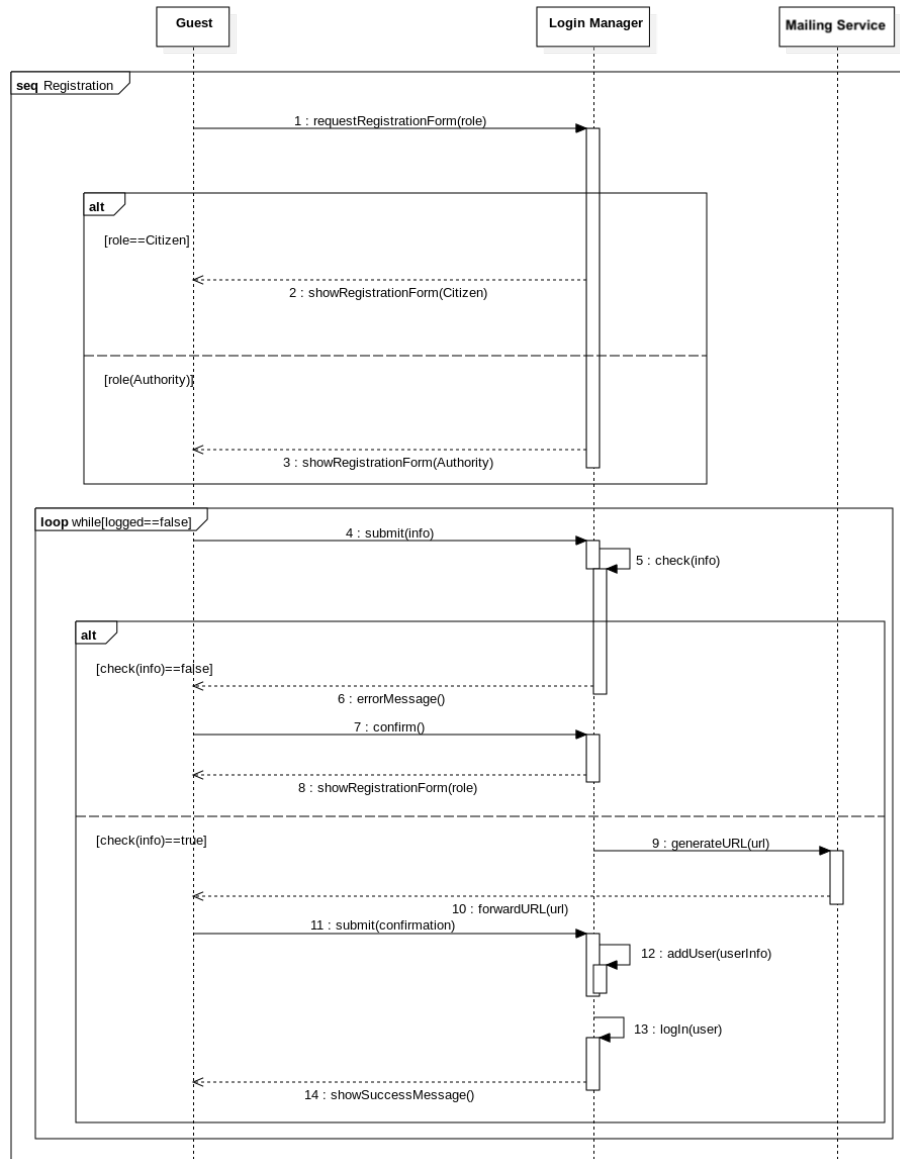 Guest
Login Manager
Mailing Service
seq Registration
1 : requestRegistrationForm(role)
alt
[role==Citizen]
2 : showRegistrationForm(Citizen)
[role(Authority)]
3 : showRegistrationForm(Authority)
loop while[logged==false]
4 : submit(info)
5 : check(info)
alt
[check(info)==false]
6 : errorMessage()
7 : confirm()
8 : showRegistrationForm(role)
[check(info)==true]
9 : generateURL(url)
10 : forwardURL(url)
11 : submit(confirmation)
12 : addUser(userInfo)
13 : logIn(user)
14 : showSuccessMessage()